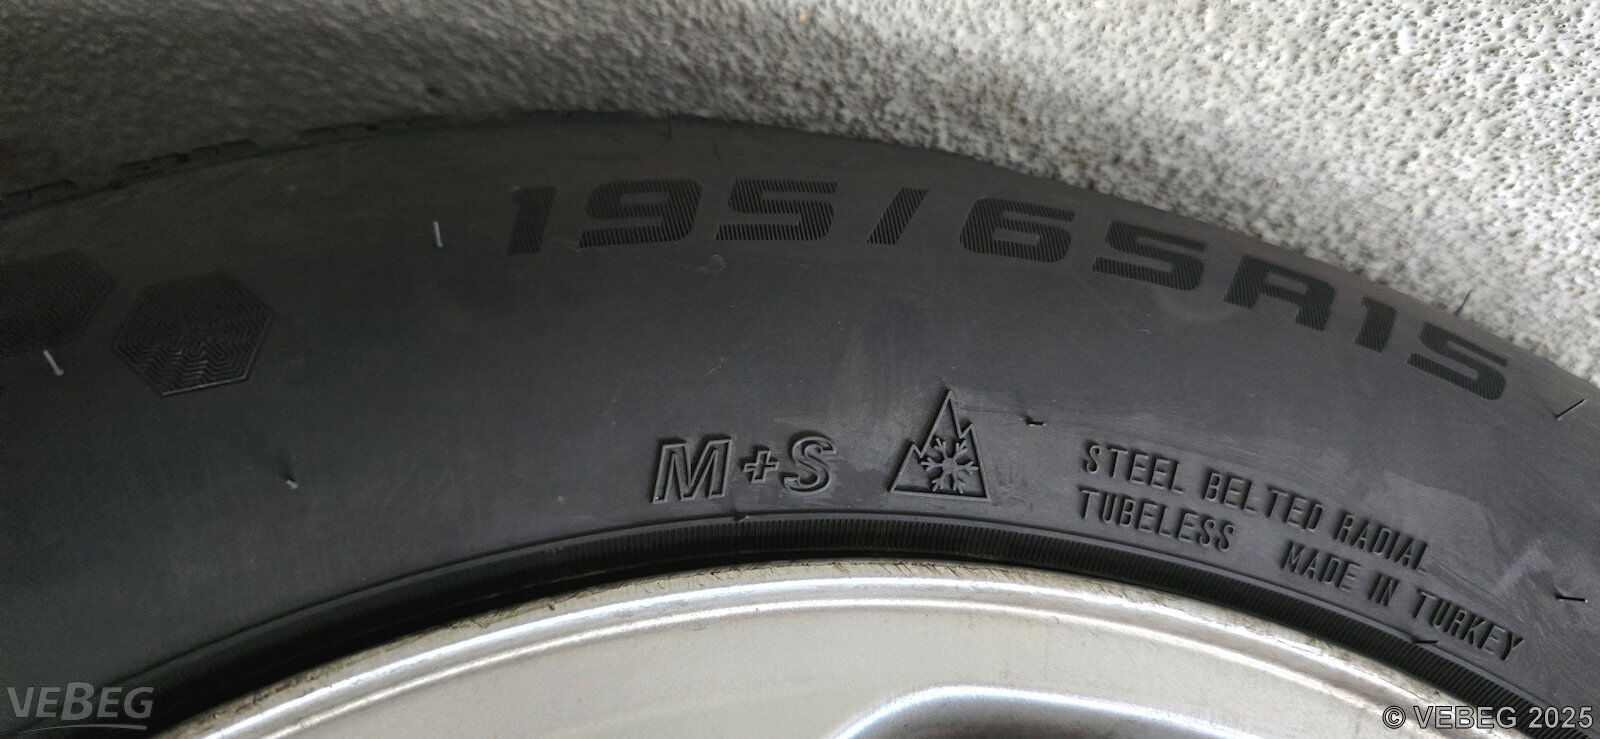 195/65R15
M+S
STEEL BELTED RADIAL
TUBELESS MADE IN TURKEY
VEBEG
© VEBEG 2025